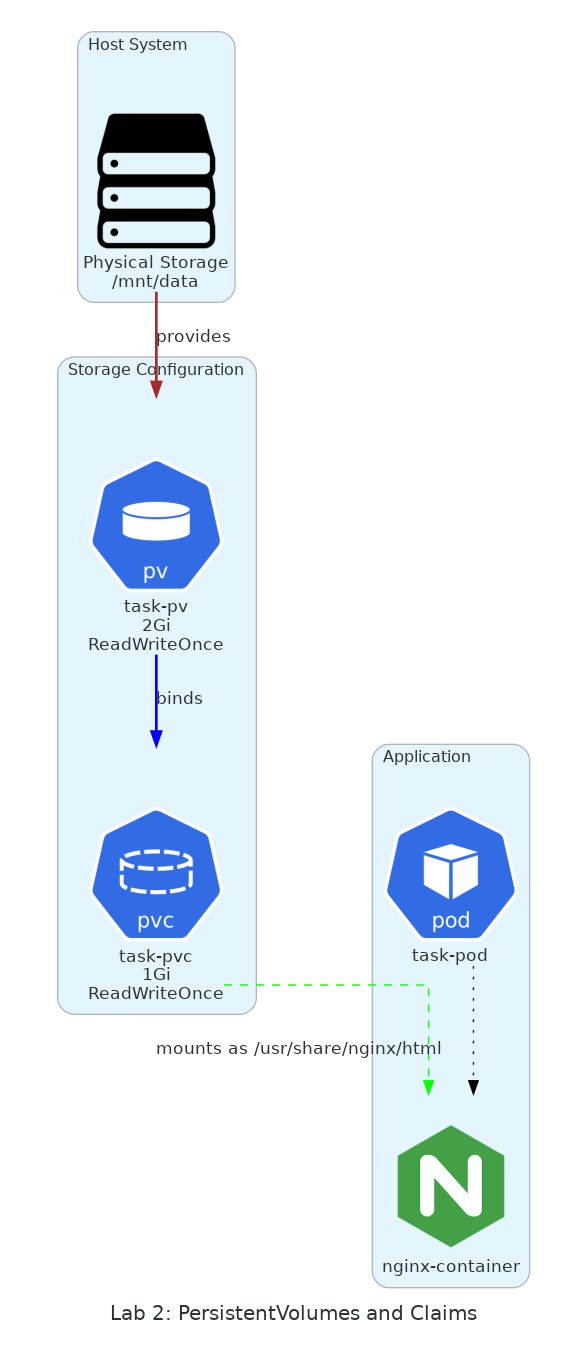 Host System
Physical Storage
/mnt/data
provides
Storage Configuration
pv
task-pv
2Gi
ReadWriteOnce
binds
pvc
task-pvc
1Gi
ReadWriteOnce
Application
pod
task-pod
mounts as /usr/share/nginx/html
N
nginx-container
Lab 2: PersistentVolumes and Claims